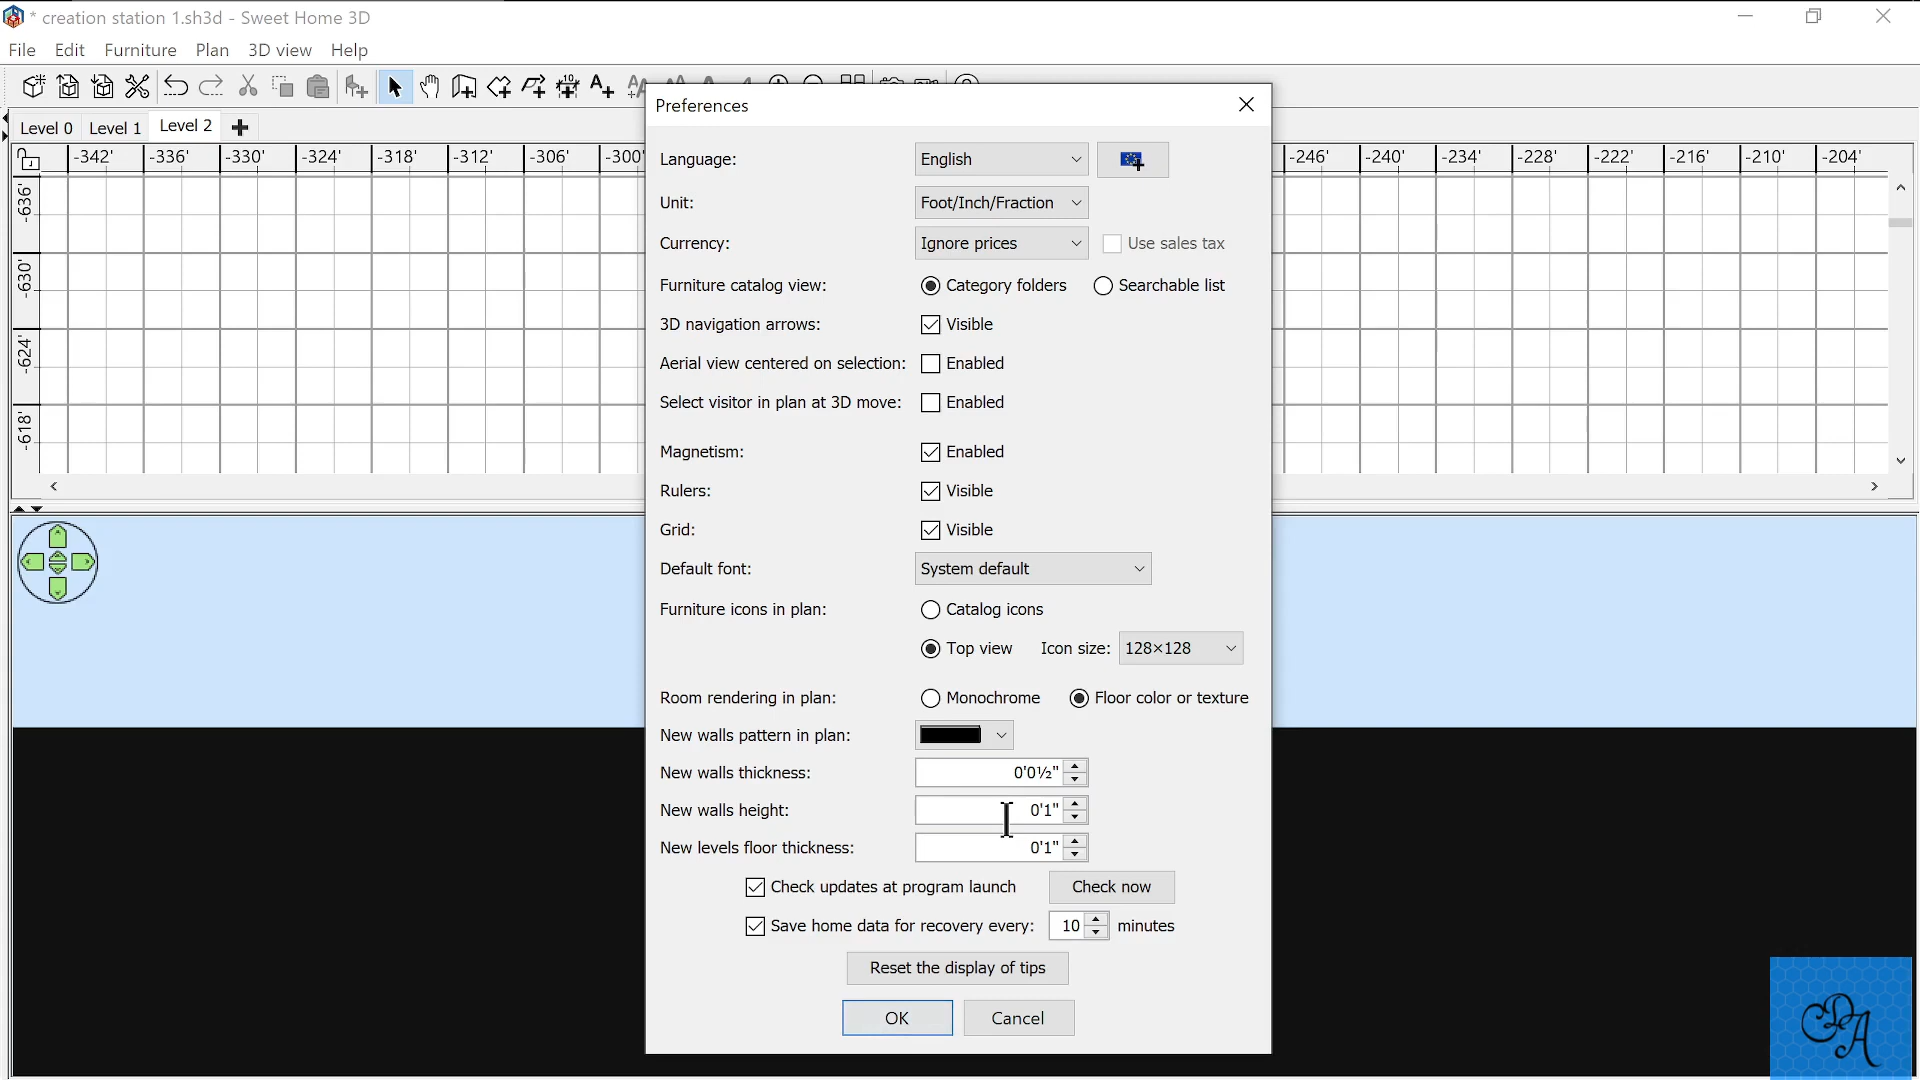 * creation station 1.sh3d - Sweet Home 3D
File Edit Furniture Plan 3D view Help
Preferences
Level 0 Level 1 Level 2
-342' -336' -330' -324' -318' -312' -306' -300' -246' -240' -234' -228' -222' -216' -210' -204'
-636'
-630'
-624'
-618'
Language: English
Unit: Foot/Inch/Fraction
Currency: Ignore prices Use sales tax
Furniture catalog view: Category folders Searchable list
3D navigation arrows: Visible
Aerial view centered on selection: Enabled
Select visitor in plan at 3D move: Enabled
Magnetism: Enabled
Rulers: Visible
Grid: Visible
Default font: System default
Furniture icons in plan: Catalog icons
Top view Icon size: 128×128
Room rendering in plan: Monochrome Floor color or texture
New walls pattern in plan:
New walls thickness: 0'0½"
New walls height: 0'1"
New levels floor thickness: 0'1"
Check updates at program launch Check now
Save home data for recovery every: 10 minutes
Reset the display of tips
OK Cancel